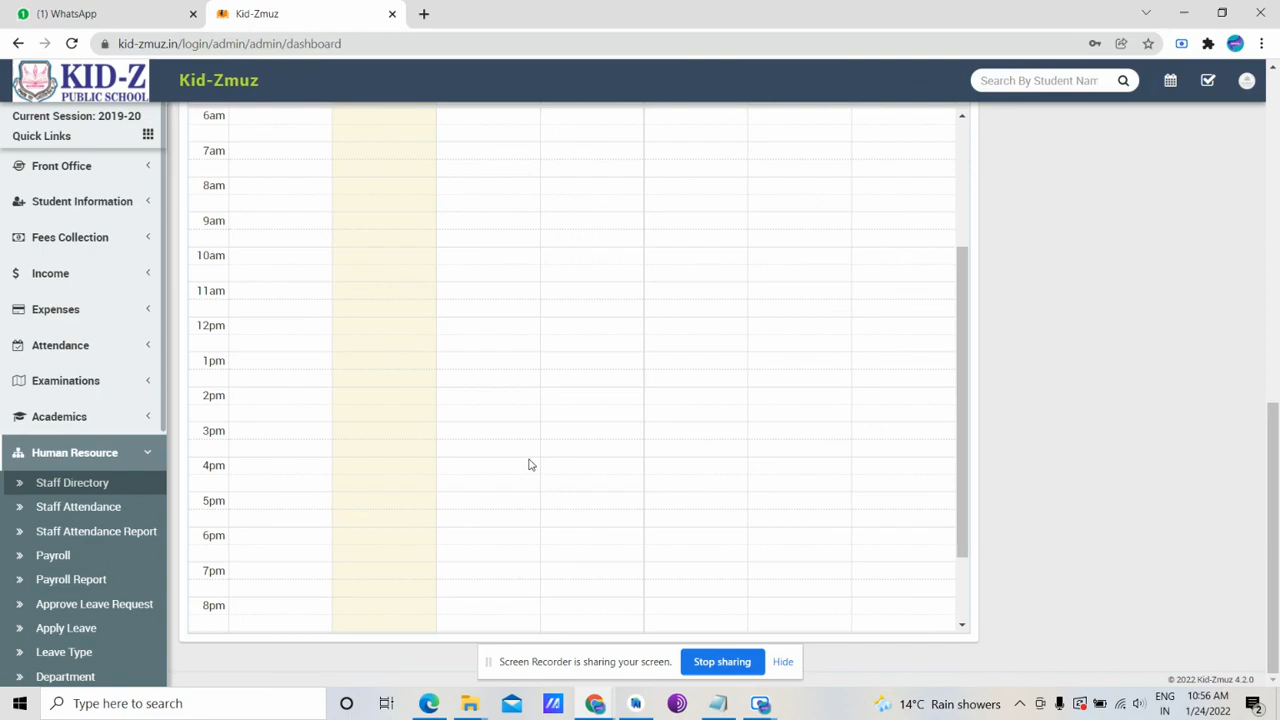 (1) WhatsApp
Kid-Zmuz
kid-zmuz.in/login/admin/admin/dashboard
KID-Z
PUBLIC SCHOOL
Kid-Zmuz
Search By Student Nam
Current Session: 2019-20
Quick Links
Front Office
Student Information
Fees Collection
Income
Expenses
Attendance
Examinations
Academics
Human Resource
Staff Directory
Staff Attendance
Staff Attendance Report
Payroll
Payroll Report
Approve Leave Request
Apply Leave
Leave Type
Department
6am
7am
8am
9am
10am
11am
12pm
1pm
2pm
3pm
4pm
5pm
6pm
7pm
8pm
Screen Recorder is sharing your screen.
Stop sharing
Hide
© 2022 Kid-Zmuz 4.2.0
Type here to search
14°C Rain showers
ENG
IN
10:56 AM
1/24/2022
2